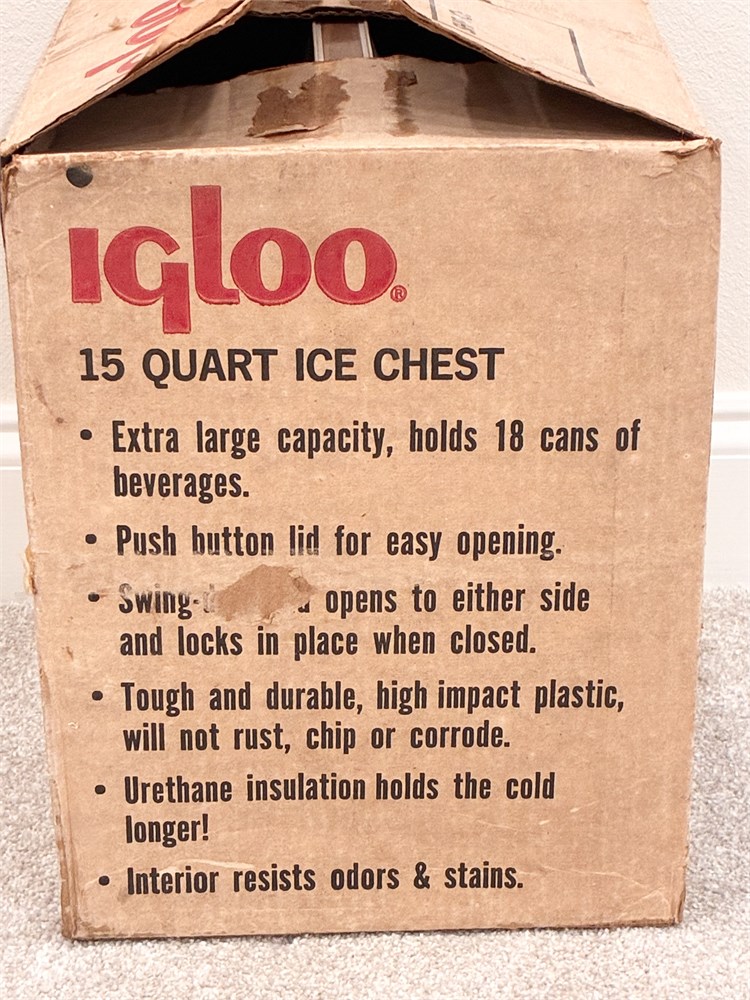 igloo®
15 QUART ICE CHEST
• Extra large capacity, holds 18 cans of
beverages.
• Push button lid for easy opening.
• Swing- opens to either side
and locks in place when closed.
• Tough and durable, high impact plastic,
will not rust, chip or corrode.
• Urethane insulation holds the cold
longer!
• Interior resists odors & stains.